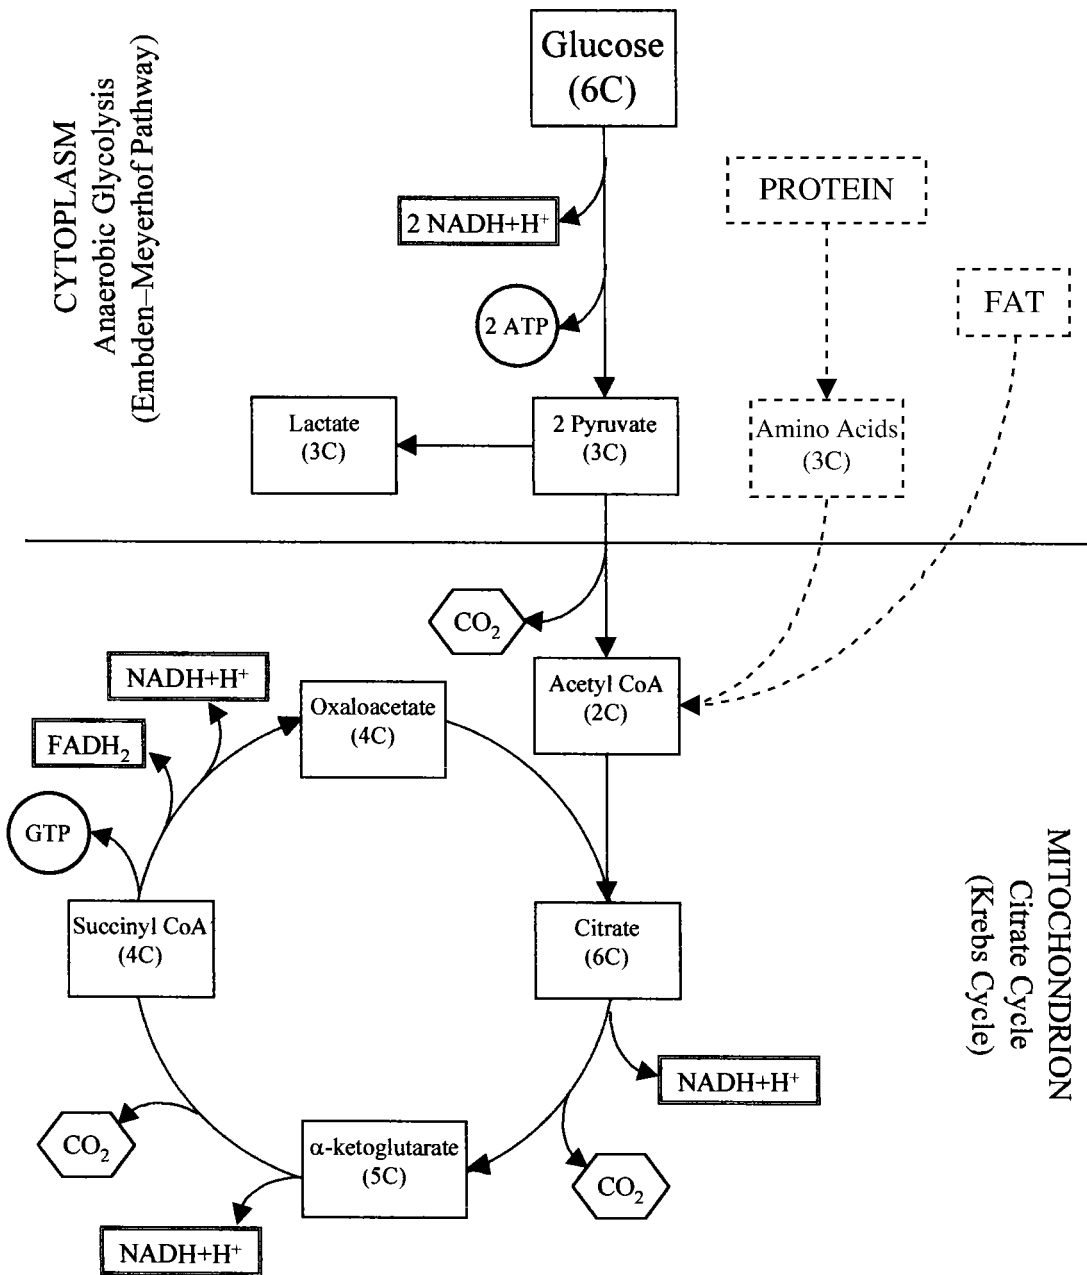 Glucose
(6C)
CYTOPLASM
Anaerobic Glycolysis
(Embden–Meyerhof Pathway)
PROTEIN
2 NADH+H⁺
FAT
2 ATP
Lactate
(3C)
2 Pyruvate
(3C)
Amino Acids
(3C)
CO₂
NADH+H⁺
Oxaloacetate
(4C)
Acetyl CoA
(2C)
FADH₂
GTP
MITOCHONDRION
Citrate Cycle
(Krebs Cycle)
Succinyl CoA
(4C)
Citrate
(6C)
NADH+H⁺
CO₂
α-ketoglutarate
(5C)
CO₂
NADH+H⁺